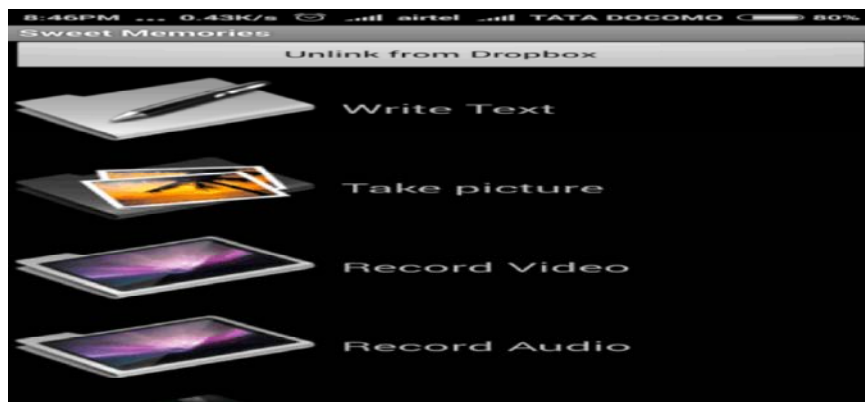 8:46PM ... 0.43K/s airtel TATA DOCOMO 80%
Sweet Memories
Unlink from Dropbox
Write Text
Take picture
Record Video
Record Audio